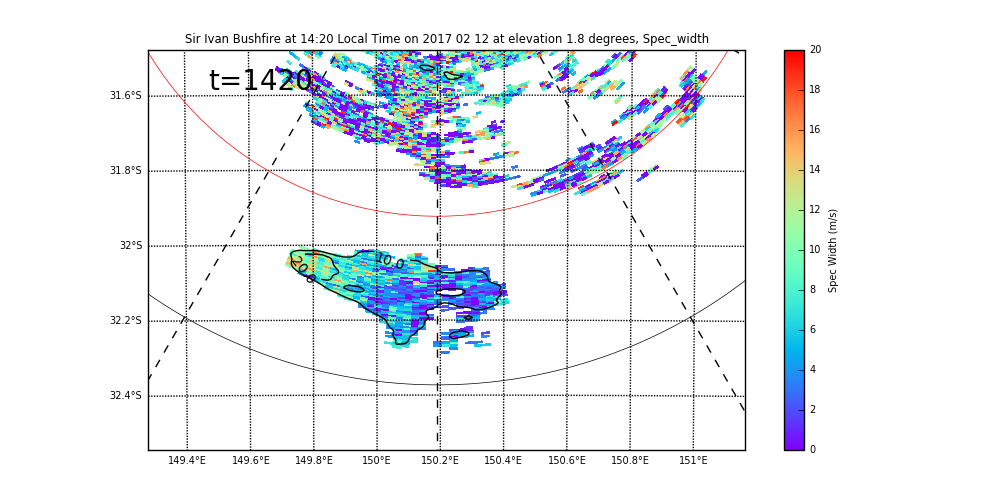 Sir Ivan Bushfire at 14:20 Local Time on 2017 02 12 at elevation 1.8 degrees, Spec_width
t=1420
31.6°S
31.8°S
32°S
32.2°S
32.4°S
20.0
10.0
149.4°E 149.6°E 149.8°E 150°E 150.2°E 150.4°E 150.6°E 150.8°E 151°E
20
18
16
14
12
10
8
6
4
2
0
Spec Width (m/s)